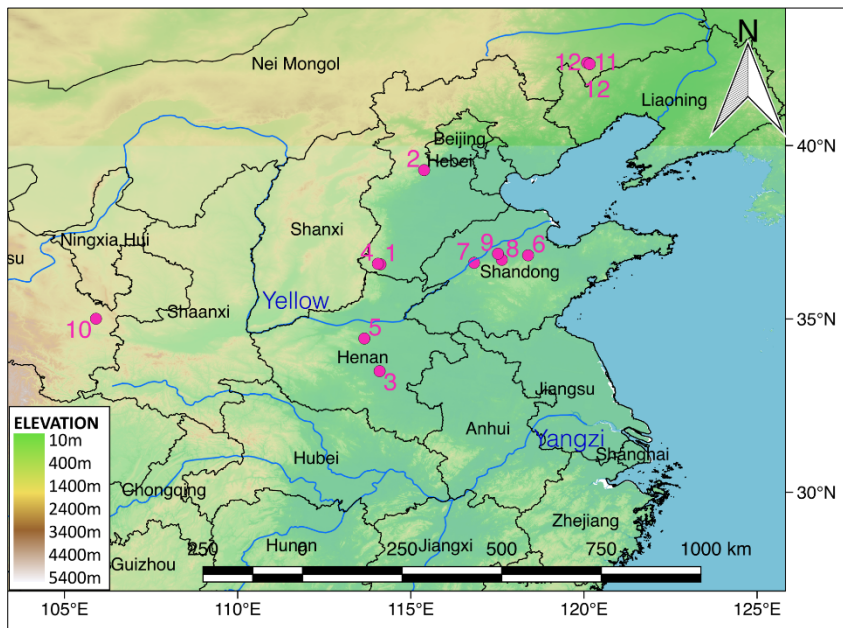 N
Nei Mongol
12 11
12
Liaoning
Beijing
2
Hebei
40°N
Shanxi
Ningxia Hui
su
4 1
9 8 6
7
Shandong
Shaanxi
Yellow
10
35°N
5
Henan
3
Jiangsu
Anhui
Yangzi
Shanghai
Hubei
Chongqing
30°N
Zhejiang
Hunan
Jiangxi
Guizhou
ELEVATION
10m
400m
1400m
2400m
3400m
4400m
5400m
250 0 250 500 750 1000 km
105°E 110°E 115°E 120°E 125°E